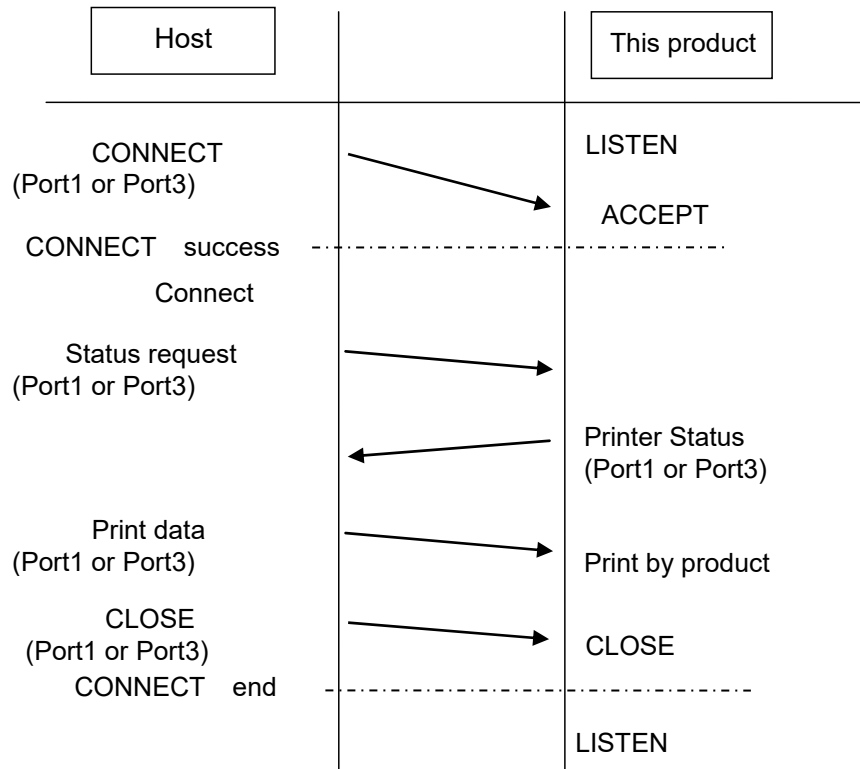 Host
This product
CONNECT
(Port1 or Port3)
LISTEN
ACCEPT
CONNECT success
Connect
Status request
(Port1 or Port3)
Printer Status
(Port1 or Port3)
Print data
(Port1 or Port3)
Print by product
CLOSE
(Port1 or Port3)
CLOSE
CONNECT end
LISTEN